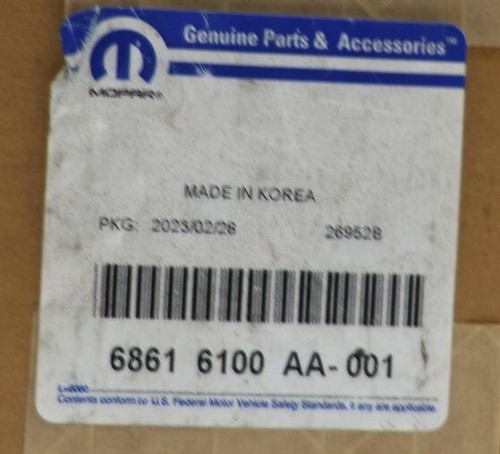 Genuine Parts & Accessories™
MOPAR®
MADE IN KOREA
PKG: 2023/02/28 26952B
6861 6100 AA-001
L-8060
Contents conform to U.S. Federal Motor Vehicle Safety Standards, if any are applicable.